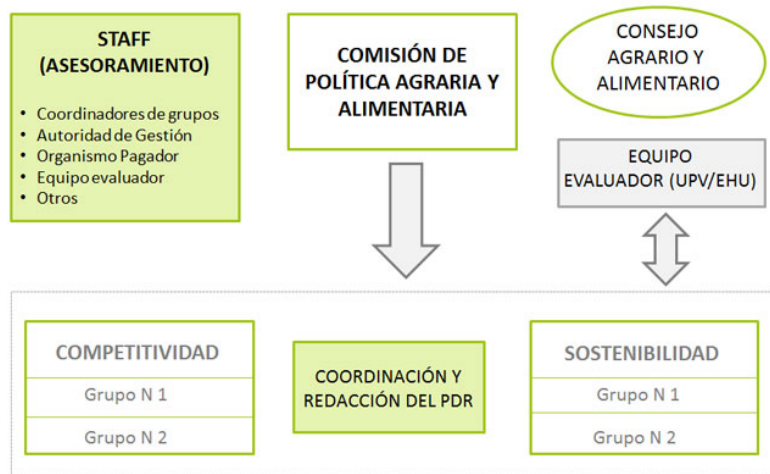 STAFF
(ASESORAMIENTO)
• Coordinadores de grupos
• Autoridad de Gestión
• Organismo Pagador
• Equipo evaluador
• Otros
COMISIÓN DE
POLÍTICA AGRARIA Y
ALIMENTARIA
CONSEJO
AGRARIO Y
ALIMENTARIO
EQUIPO
EVALUADOR (UPV/EHU)
COMPETITIVIDAD
Grupo N 1
Grupo N 2
COORDINACIÓN Y
REDACCIÓN DEL PDR
SOSTENIBILIDAD
Grupo N 1
Grupo N 2